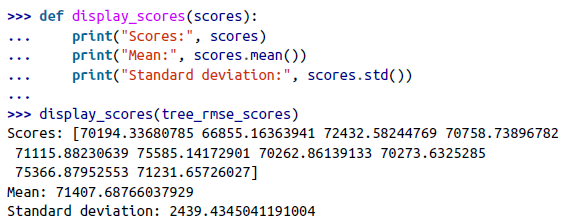 >>> def display_scores(scores):
...     print("Scores:", scores)
...     print("Mean:", scores.mean())
...     print("Standard deviation:", scores.std())
...
>>> display_scores(tree_rmse_scores)
Scores: [70194.33680785 66855.16363941 72432.58244769 70758.73896782
 71115.88230639 75585.14172901 70262.86139133 70273.6325285
 75366.87952553 71231.65726027]
Mean: 71407.68766037929
Standard deviation: 2439.4345041191004